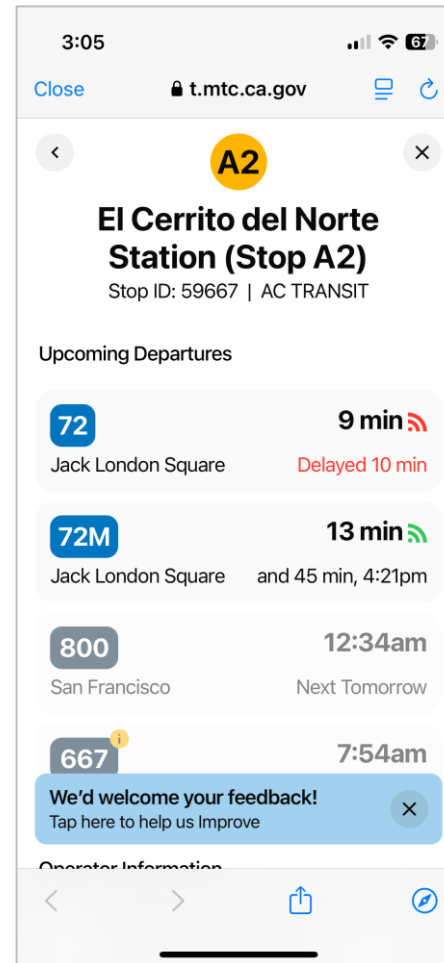 3:05
67
Close
t.mtc.ca.gov
A2
El Cerrito del Norte
Station (Stop A2)
Stop ID: 59667 | AC TRANSIT
Upcoming Departures
72
9 min
Jack London Square
Delayed 10 min
72M
13 min
Jack London Square
and 45 min, 4:21pm
800
12:34am
San Francisco
Next Tomorrow
i
667
7:54am
We'd welcome your feedback!
Tap here to help us Improve
Operator Information